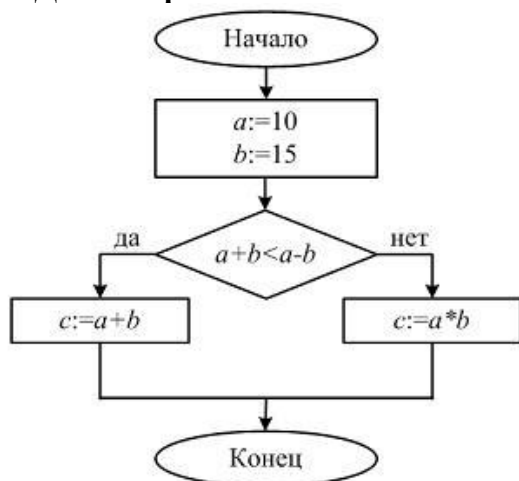 Начало
a:=10
b:=15
да
a+b<a-b
нет
c:=a+b
c:=a*b
Конец